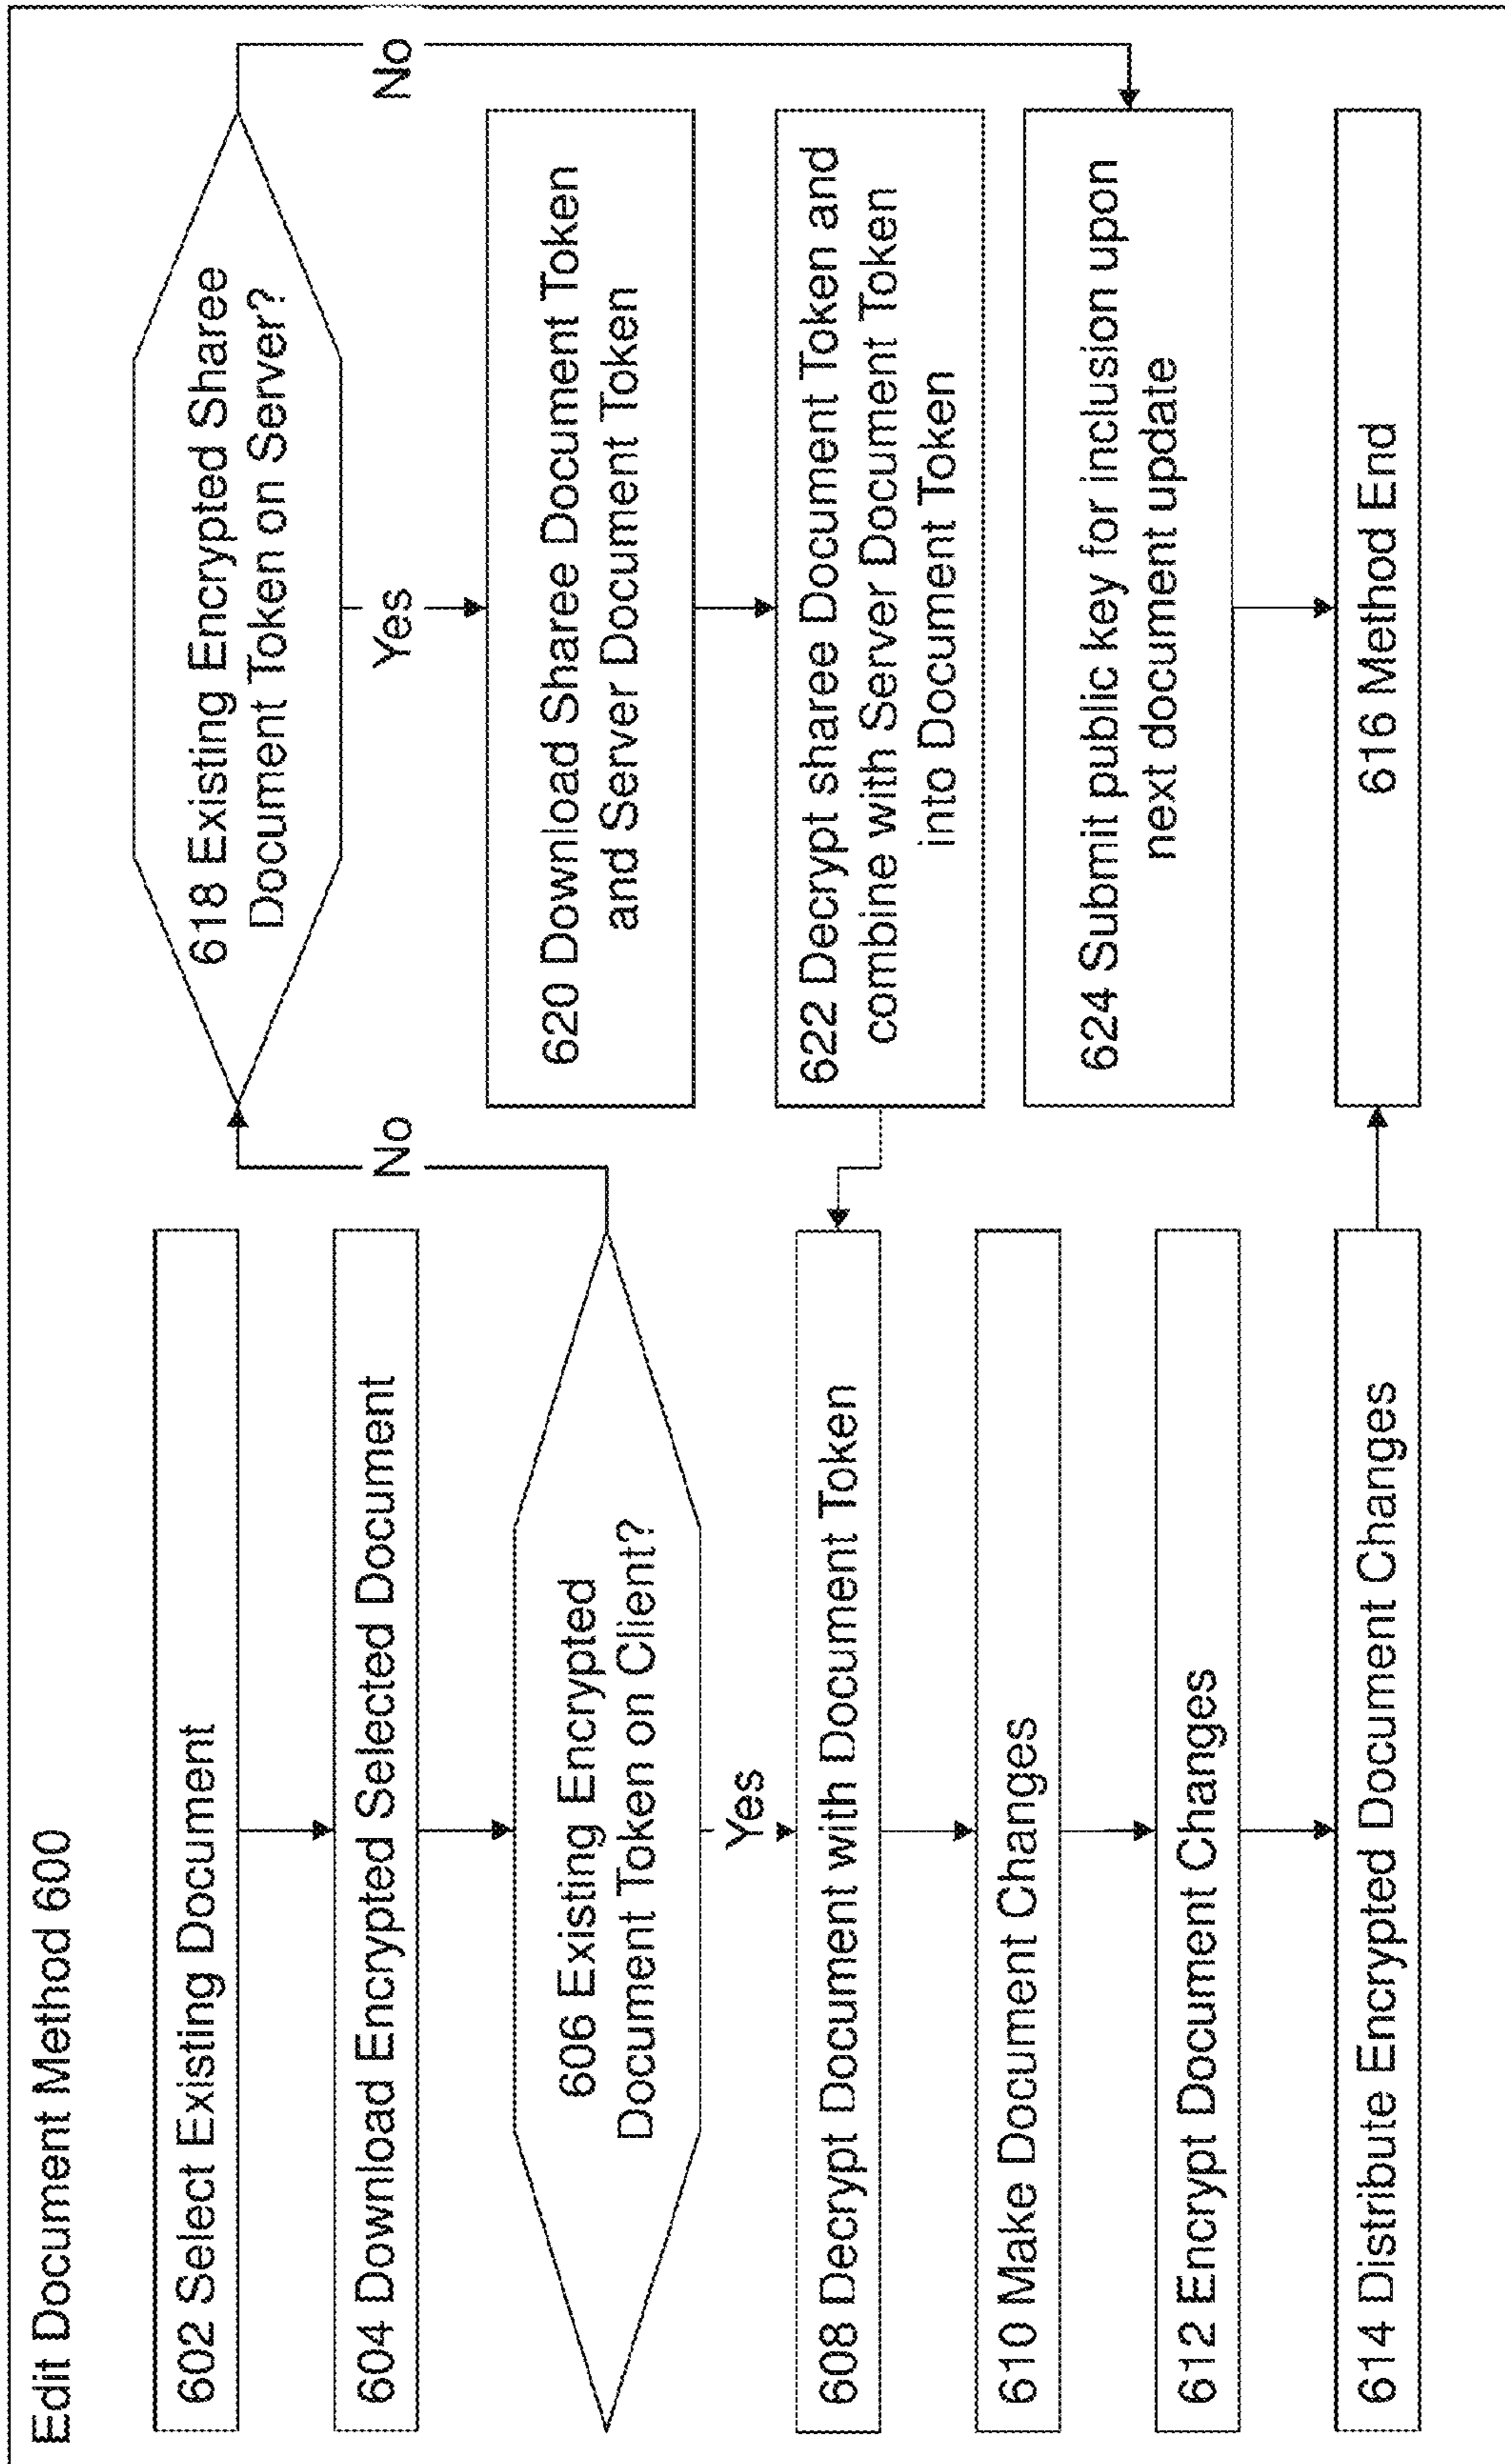 Edit Document Method 600
602 Select Existing Document
604 Download Encrypted Selected Document
606 Existing Encrypted
Document Token on Client?
Yes
No
608 Decrypt Document with Document Token
610 Make Document Changes
612 Encrypt Document Changes
614 Distribute Encrypted Document Changes
618 Existing Encrypted Sharee
Document Token on Server?
Yes
No
620 Download Sharee Document Token
and Server Document Token
622 Decrypt sharee Document Token and
combine with Server Document Token
into Document Token
624 Submit public key for inclusion upon
next document update
616 Method End